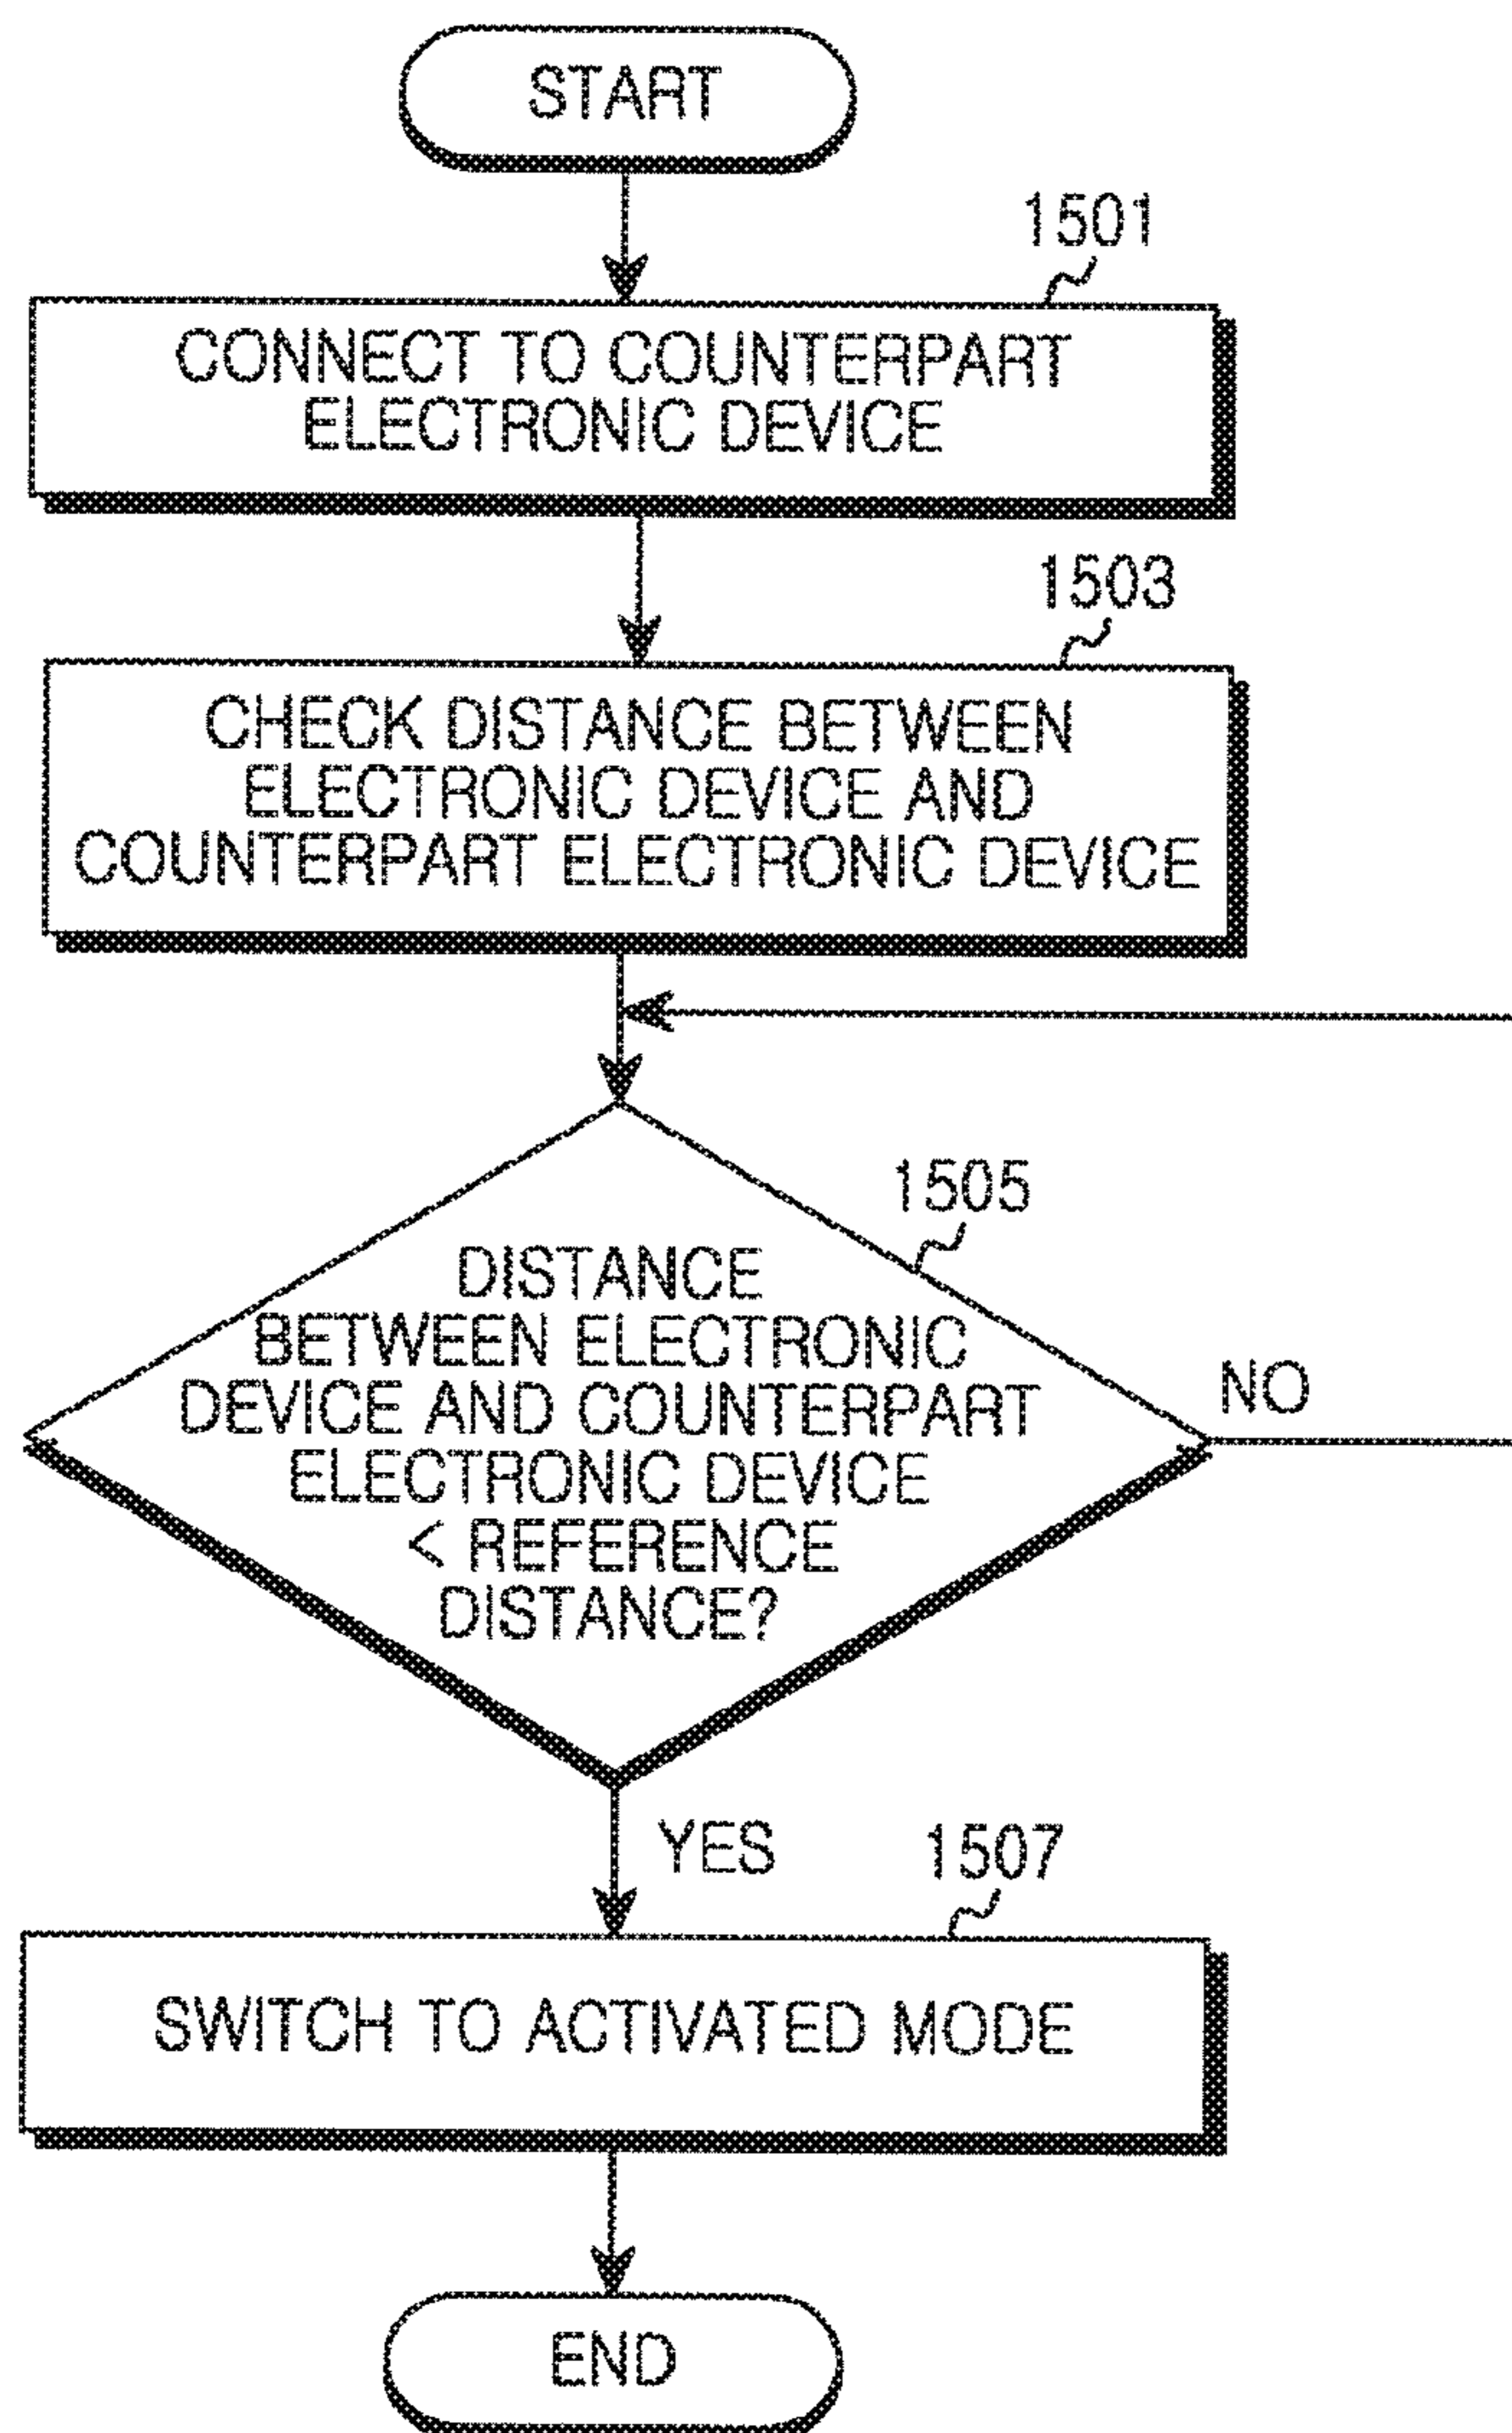 START
1501
CONNECT TO COUNTERPART
ELECTRONIC DEVICE
1503
CHECK DISTANCE BETWEEN
ELECTRONIC DEVICE AND
COUNTERPART ELECTRONIC DEVICE
1505
DISTANCE
BETWEEN ELECTRONIC
DEVICE AND COUNTERPART
ELECTRONIC DEVICE
< REFERENCE
DISTANCE?
NO
YES
1507
SWITCH TO ACTIVATED MODE
END